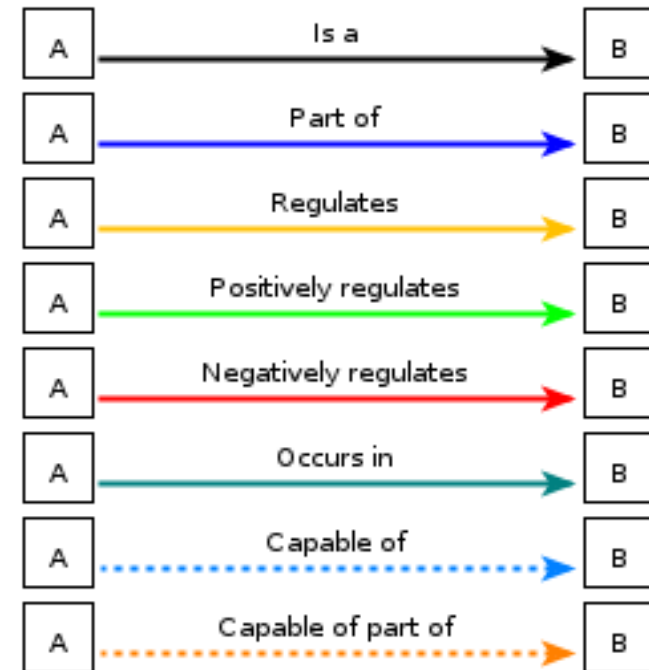 A Is a B
A Part of B
A Regulates B
A Positively regulates B
A Negatively regulates B
A Occurs in B
A Capable of B
A Capable of part of B